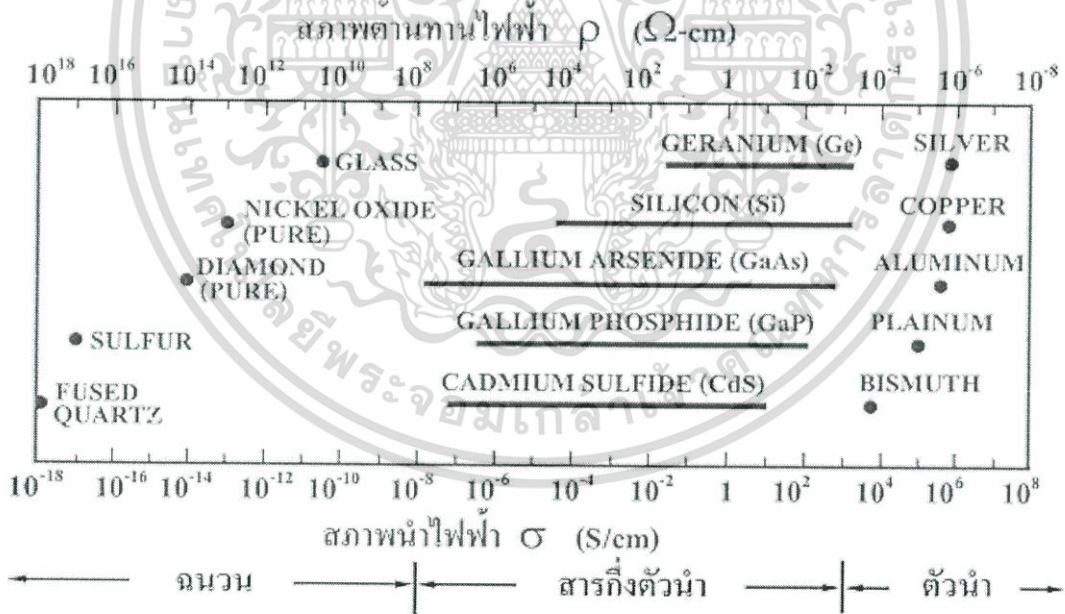 สภาพต้านทานไฟฟ้า ρ (Ω-cm)
10^18 10^16 10^14 10^12 10^10 10^8 10^6 10^4 10^2 1 10^-2 10^-4 10^-6 10^-8
GLASS GERANIUM (Ge) SILVER
NICKEL OXIDE (PURE) SILICON (Si) COPPER
DIAMOND (PURE) GALLIUM ARSENIDE (GaAs) ALUMINUM
SULFUR GALLIUM PHOSPHIDE (GaP) PLAINUM
FUSED QUARTZ CADMIUM SULFIDE (CdS) BISMUTH
10^-18 10^-16 10^-14 10^-12 10^-10 10^-8 10^-6 10^-4 10^-2 1 10^2 10^4 10^6 10^8
สภาพนำไฟฟ้า σ (S/cm)
ฉนวน สารกึ่งตัวนำ ตัวนำ